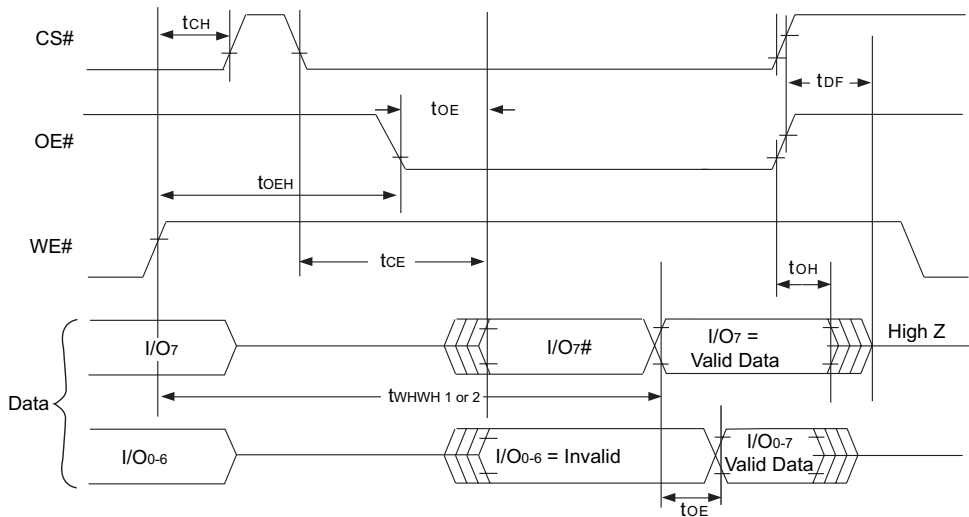 CS#
tCH
tDF
OE#
tOE
tOEH
WE#
tCE
tOH
Data
I/O7
I/O7#
I/O7 =
Valid Data
High Z
tWHWH 1 or 2
I/O0-6
I/O0-6 = Invalid
I/O0-7
Valid Data
tOE